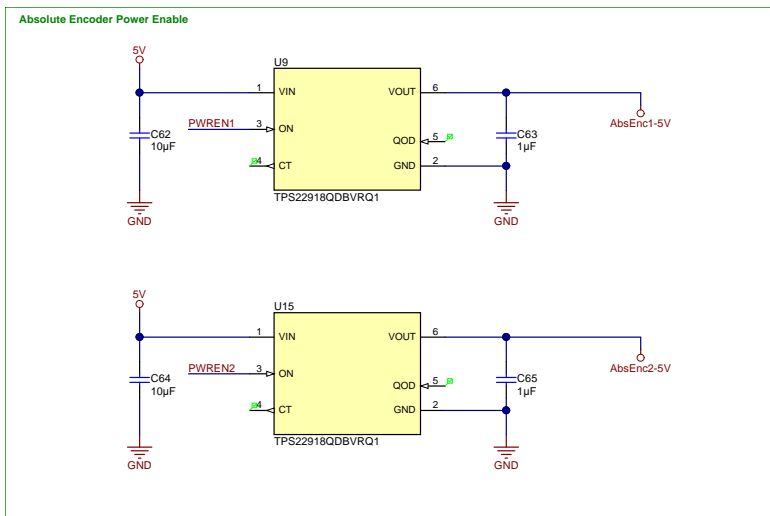 Absolute Encoder Power Enable
5V
U9
1 VIN VOUT 6
PWREN1 3 ON
AbsEnc1-5V
C62
10µF
C63
1µF
QOD 5
4 CT
GND 2
TPS22918QDBVRQ1
GND
GND
5V
U15
1 VIN VOUT 6
PWREN2 3 ON
AbsEnc2-5V
C64
10µF
C65
1µF
QOD 5
4 CT
GND 2
TPS22918QDBVRQ1
GND
GND